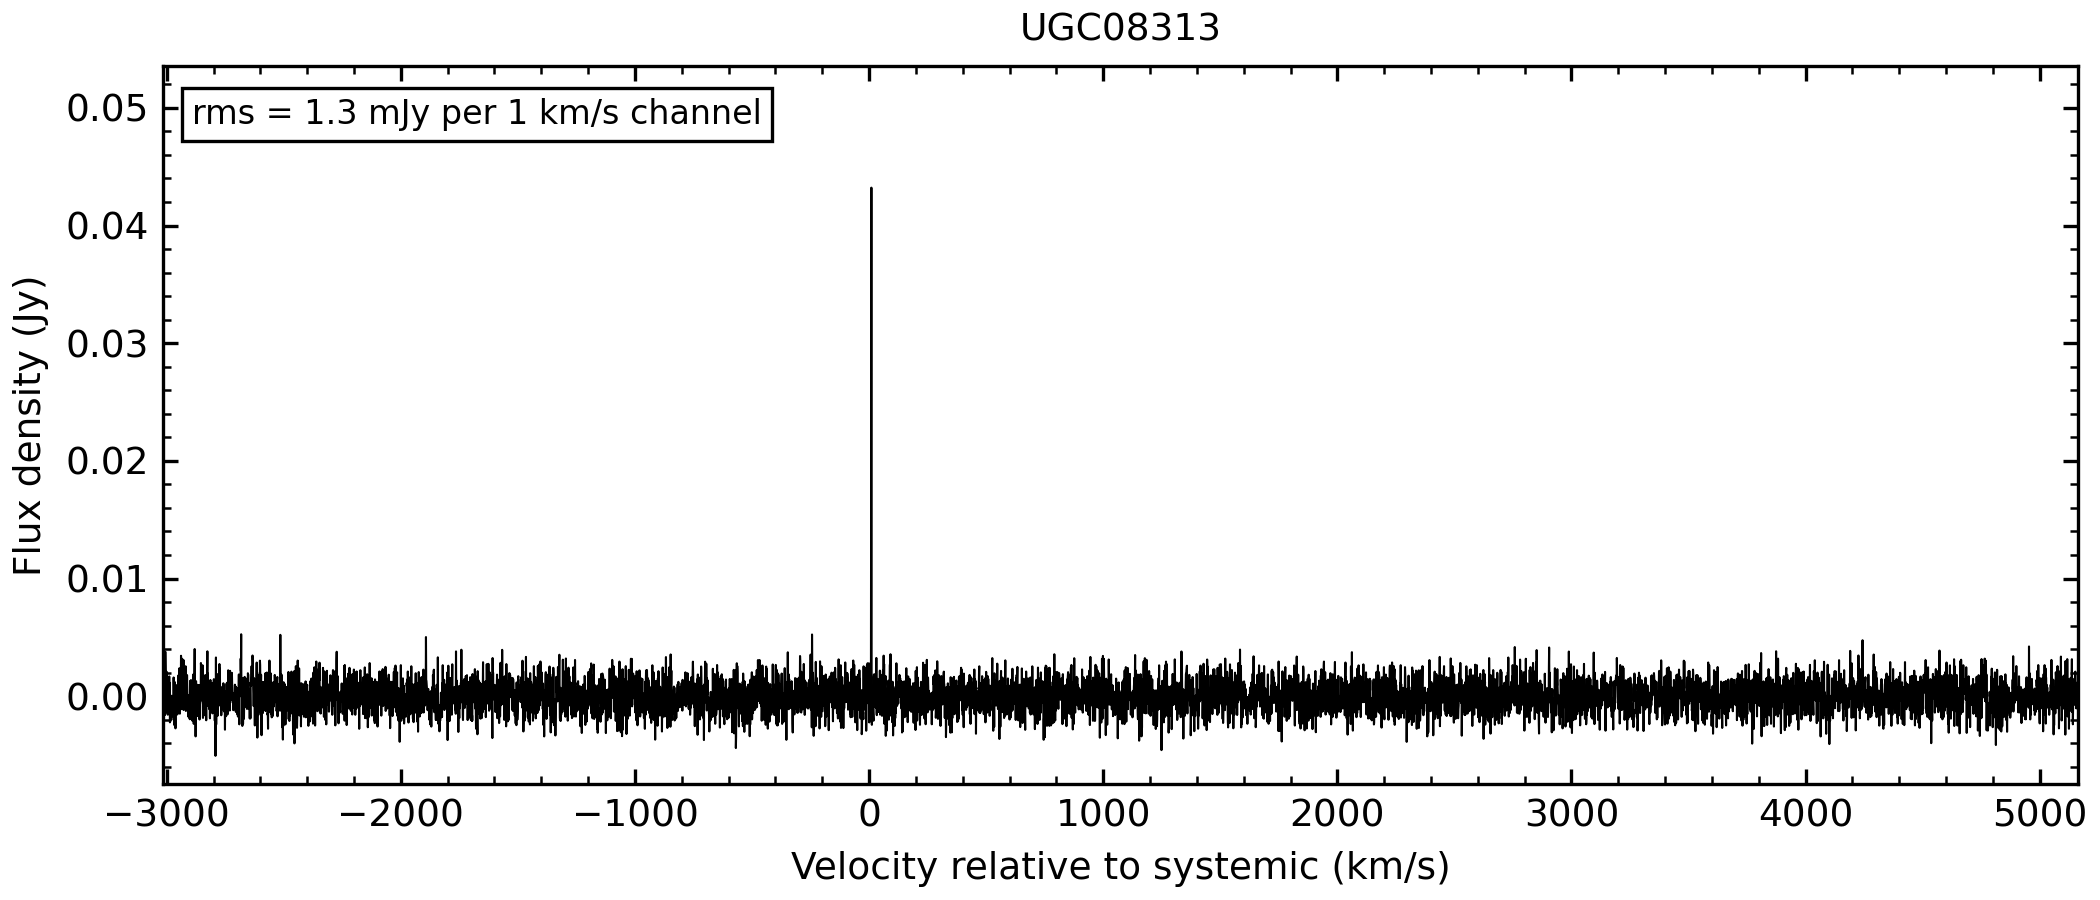 UGC08313
rms = 1.3 mJy per 1 km/s channel
0.05
0.04
0.03
0.02
0.01
0.00
Flux density (Jy)
−3000 −2000 −1000 0 1000 2000 3000 4000 5000
Velocity relative to systemic (km/s)